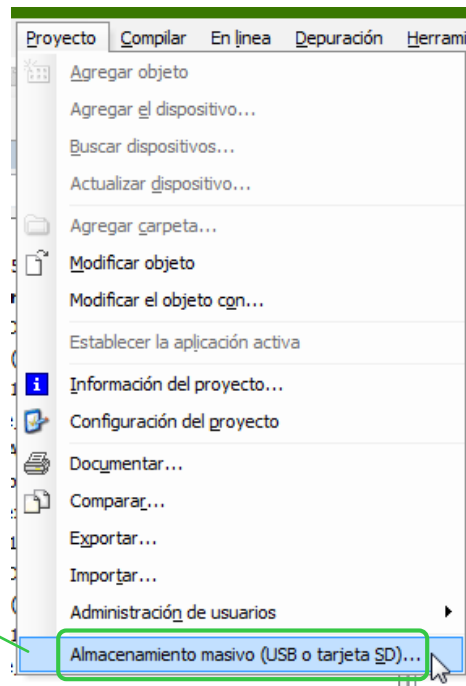 Proyecto Compilar En linea Depuración Herrami
Agregar objeto
Agregar el dispositivo...
Buscar dispositivos...
Actualizar dispositivo...
Agregar carpeta...
Modificar objeto
Modificar el objeto con...
Establecer la aplicación activa
Información del proyecto...
Configuración del proyecto
Documentar...
Comparar...
Exportar...
Importar...
Administración de usuarios
Almacenamiento masivo (USB o tarjeta SD)...